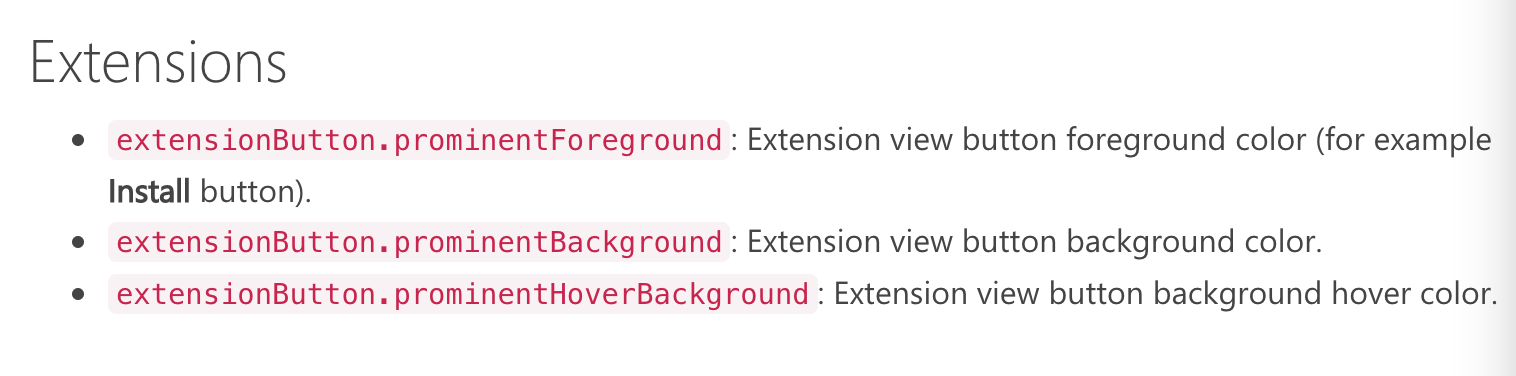 Extensions
• extensionButton.prominentForeground: Extension view button foreground color (for example
Install button).
• extensionButton.prominentBackground: Extension view button background color.
• extensionButton.prominentHoverBackground: Extension view button background hover color.